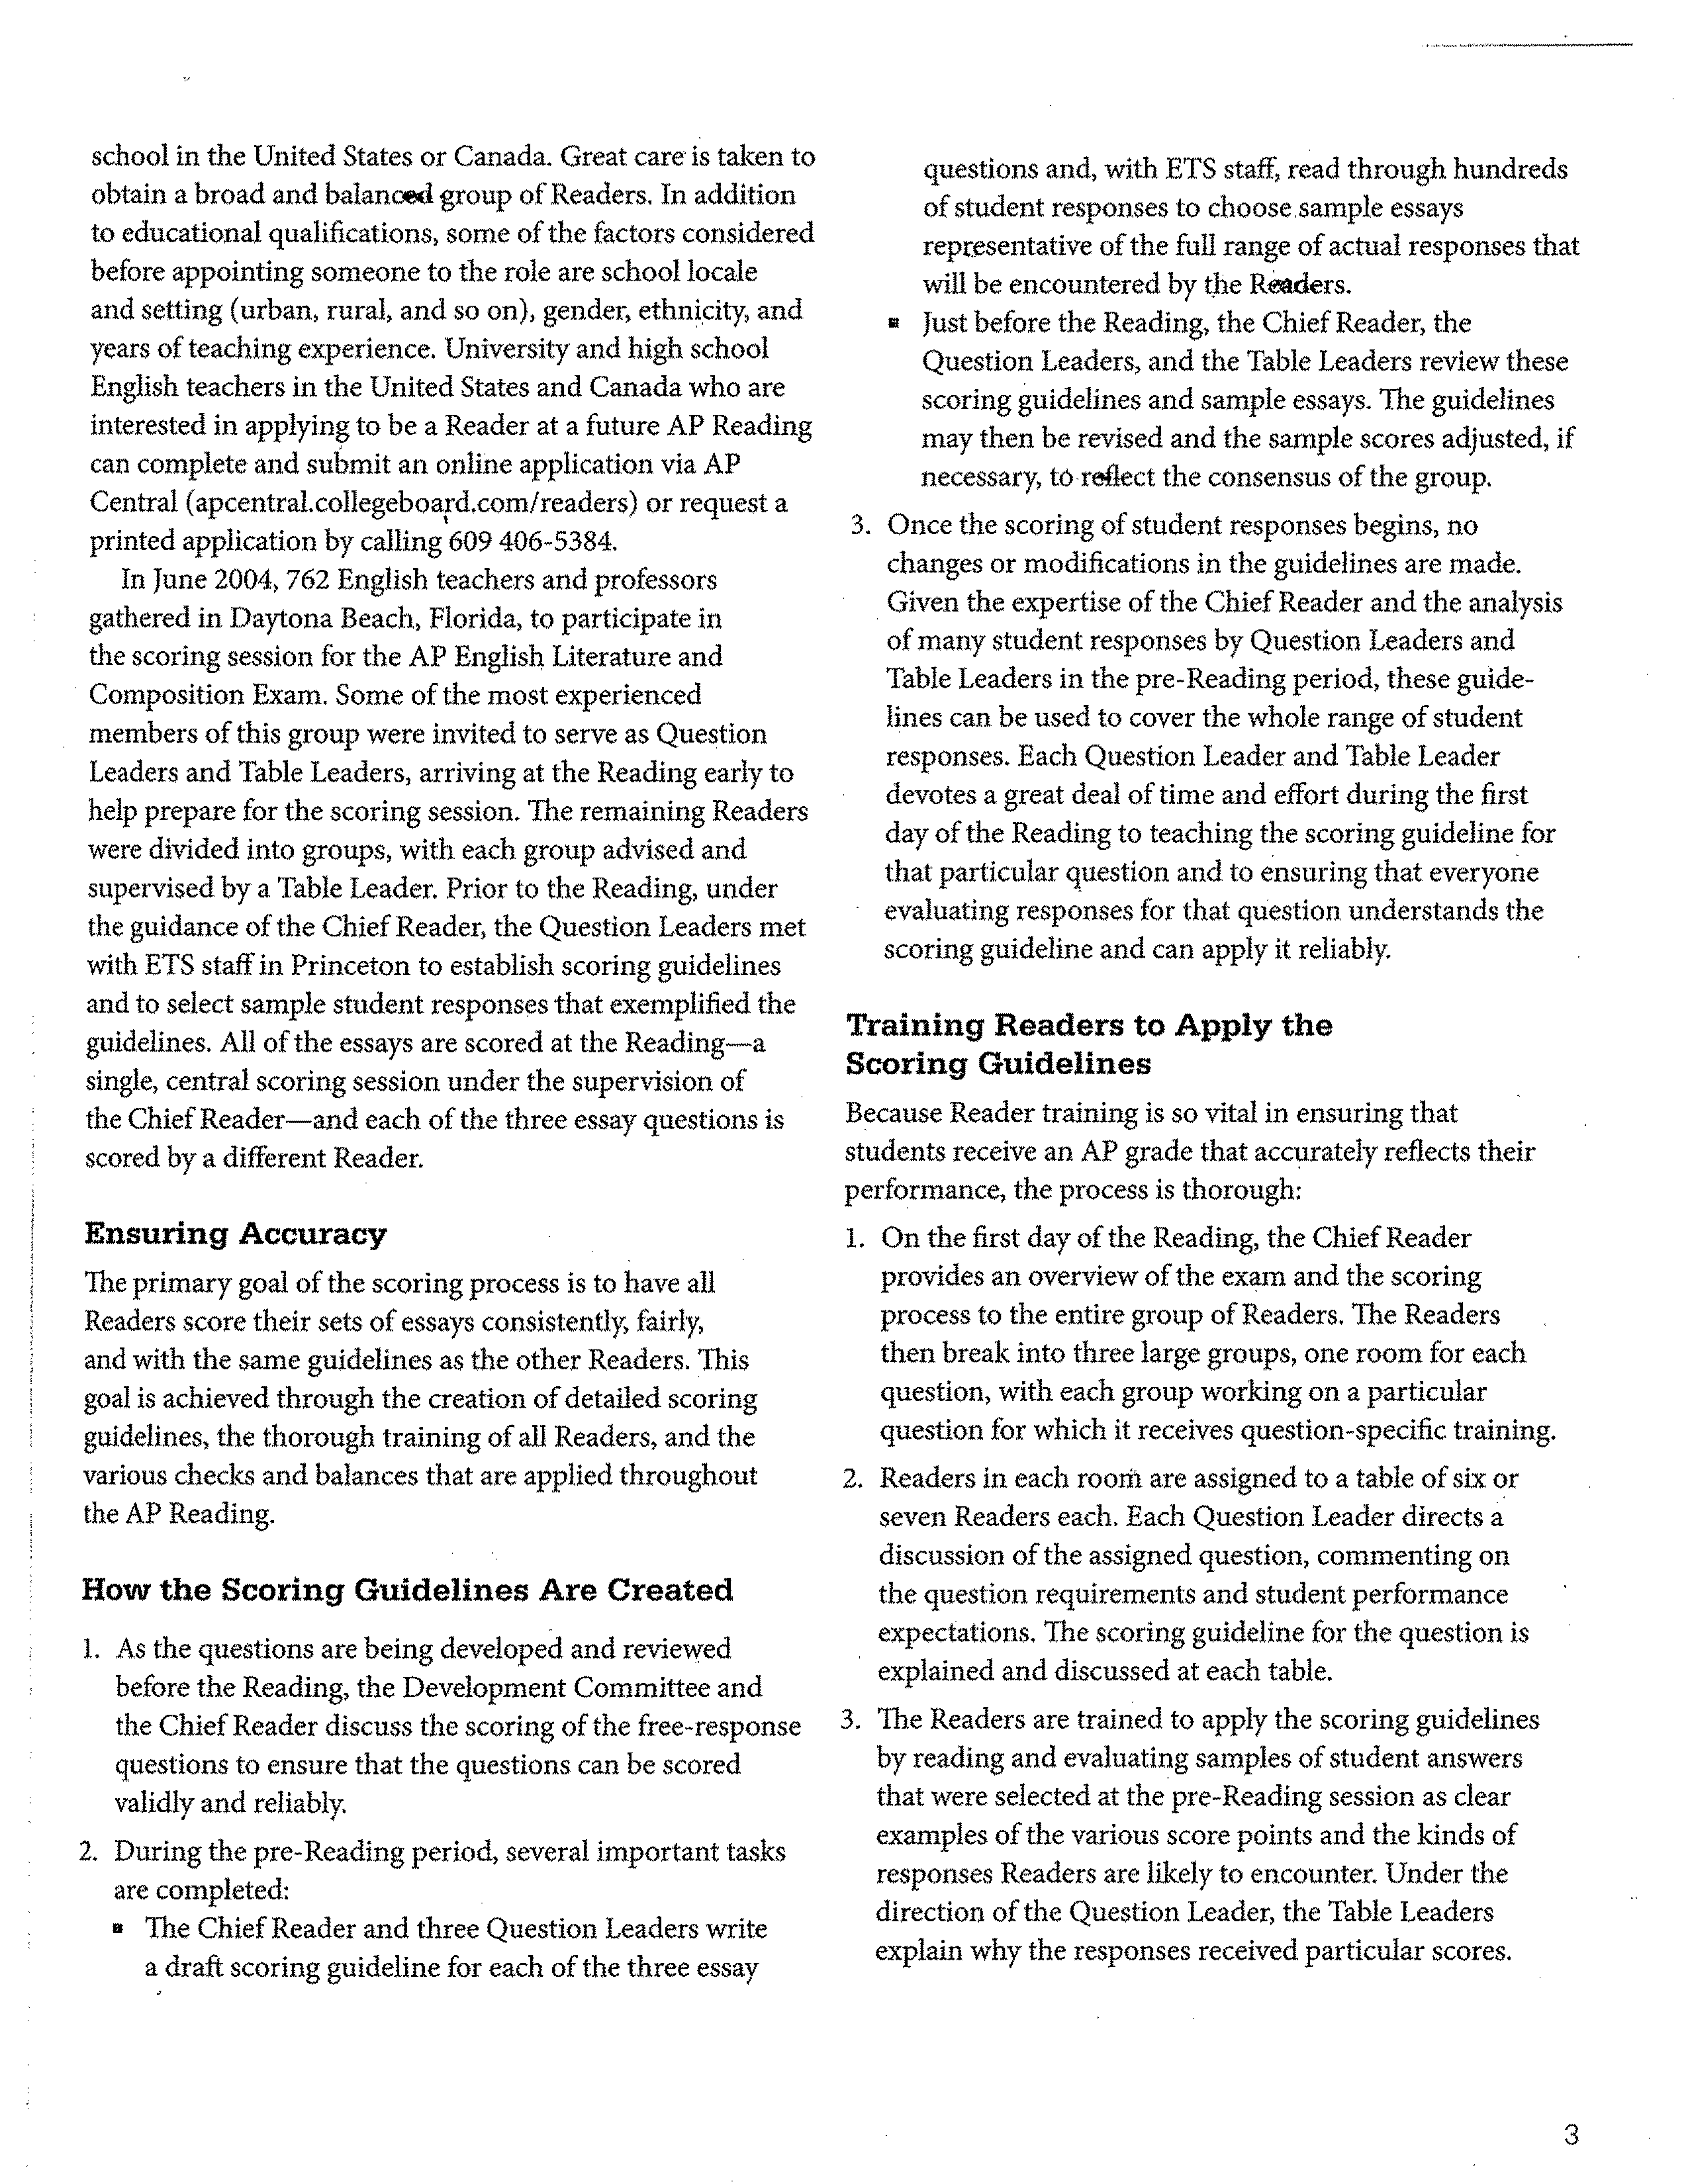 school in the United States or Canada. Great care is taken to
obtain a broad and balanced group of Readers. In addition
to educational qualifications, some of the factors considered
before appointing someone to the role are school locale
and setting (urban, rural, and so on), gender, ethnicity, and
years of teaching experience. University and high school
English teachers in the United States and Canada who are
interested in applying to be a Reader at a future AP Reading
can complete and submit an online application via AP
Central (apcentral.collegeboard.com/readers) or request a
printed application by calling 609 406-5384.
In June 2004, 762 English teachers and professors
gathered in Daytona Beach, Florida, to participate in
the scoring session for the AP English Literature and
Composition Exam. Some of the most experienced
members of this group were invited to serve as Question
Leaders and Table Leaders, arriving at the Reading early to
help prepare for the scoring session. The remaining Readers
were divided into groups, with each group advised and
supervised by a Table Leader. Prior to the Reading, under
the guidance of the Chief Reader, the Question Leaders met
with ETS staff in Princeton to establish scoring guidelines
and to select sample student responses that exemplified the
guidelines. All of the essays are scored at the Reading—a
single, central scoring session under the supervision of
the Chief Reader—and each of the three essay questions is
scored by a different Reader.
Ensuring Accuracy
The primary goal of the scoring process is to have all
Readers score their sets of essays consistently, fairly,
and with the same guidelines as the other Readers. This
goal is achieved through the creation of detailed scoring
guidelines, the thorough training of all Readers, and the
various checks and balances that are applied throughout
the AP Reading.
How the Scoring Guidelines Are Created
1. As the questions are being developed and reviewed
before the Reading, the Development Committee and
the Chief Reader discuss the scoring of the free-response
questions to ensure that the questions can be scored
validly and reliably.
2. During the pre-Reading period, several important tasks
are completed:
▪ The Chief Reader and three Question Leaders write
a draft scoring guideline for each of the three essay
questions and, with ETS staff, read through hundreds
of student responses to choose sample essays
representative of the full range of actual responses that
will be encountered by the Readers.
▪ Just before the Reading, the Chief Reader, the
Question Leaders, and the Table Leaders review these
scoring guidelines and sample essays. The guidelines
may then be revised and the sample scores adjusted, if
necessary, to reflect the consensus of the group.
3. Once the scoring of student responses begins, no
changes or modifications in the guidelines are made.
Given the expertise of the Chief Reader and the analysis
of many student responses by Question Leaders and
Table Leaders in the pre-Reading period, these guide-
lines can be used to cover the whole range of student
responses. Each Question Leader and Table Leader
devotes a great deal of time and effort during the first
day of the Reading to teaching the scoring guideline for
that particular question and to ensuring that everyone
evaluating responses for that question understands the
scoring guideline and can apply it reliably.
Training Readers to Apply the
Scoring Guidelines
Because Reader training is so vital in ensuring that
students receive an AP grade that accurately reflects their
performance, the process is thorough:
1. On the first day of the Reading, the Chief Reader
provides an overview of the exam and the scoring
process to the entire group of Readers. The Readers
then break into three large groups, one room for each
question, with each group working on a particular
question for which it receives question-specific training.
2. Readers in each room are assigned to a table of six or
seven Readers each. Each Question Leader directs a
discussion of the assigned question, commenting on
the question requirements and student performance
expectations. The scoring guideline for the question is
explained and discussed at each table.
3. The Readers are trained to apply the scoring guidelines
by reading and evaluating samples of student answers
that were selected at the pre-Reading session as clear
examples of the various score points and the kinds of
responses Readers are likely to encounter. Under the
direction of the Question Leader, the Table Leaders
explain why the responses received particular scores.
3